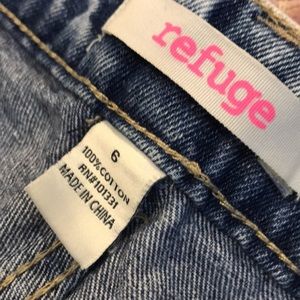 refuge
6
100%COTTON
RN#101331
MADE IN CHINA